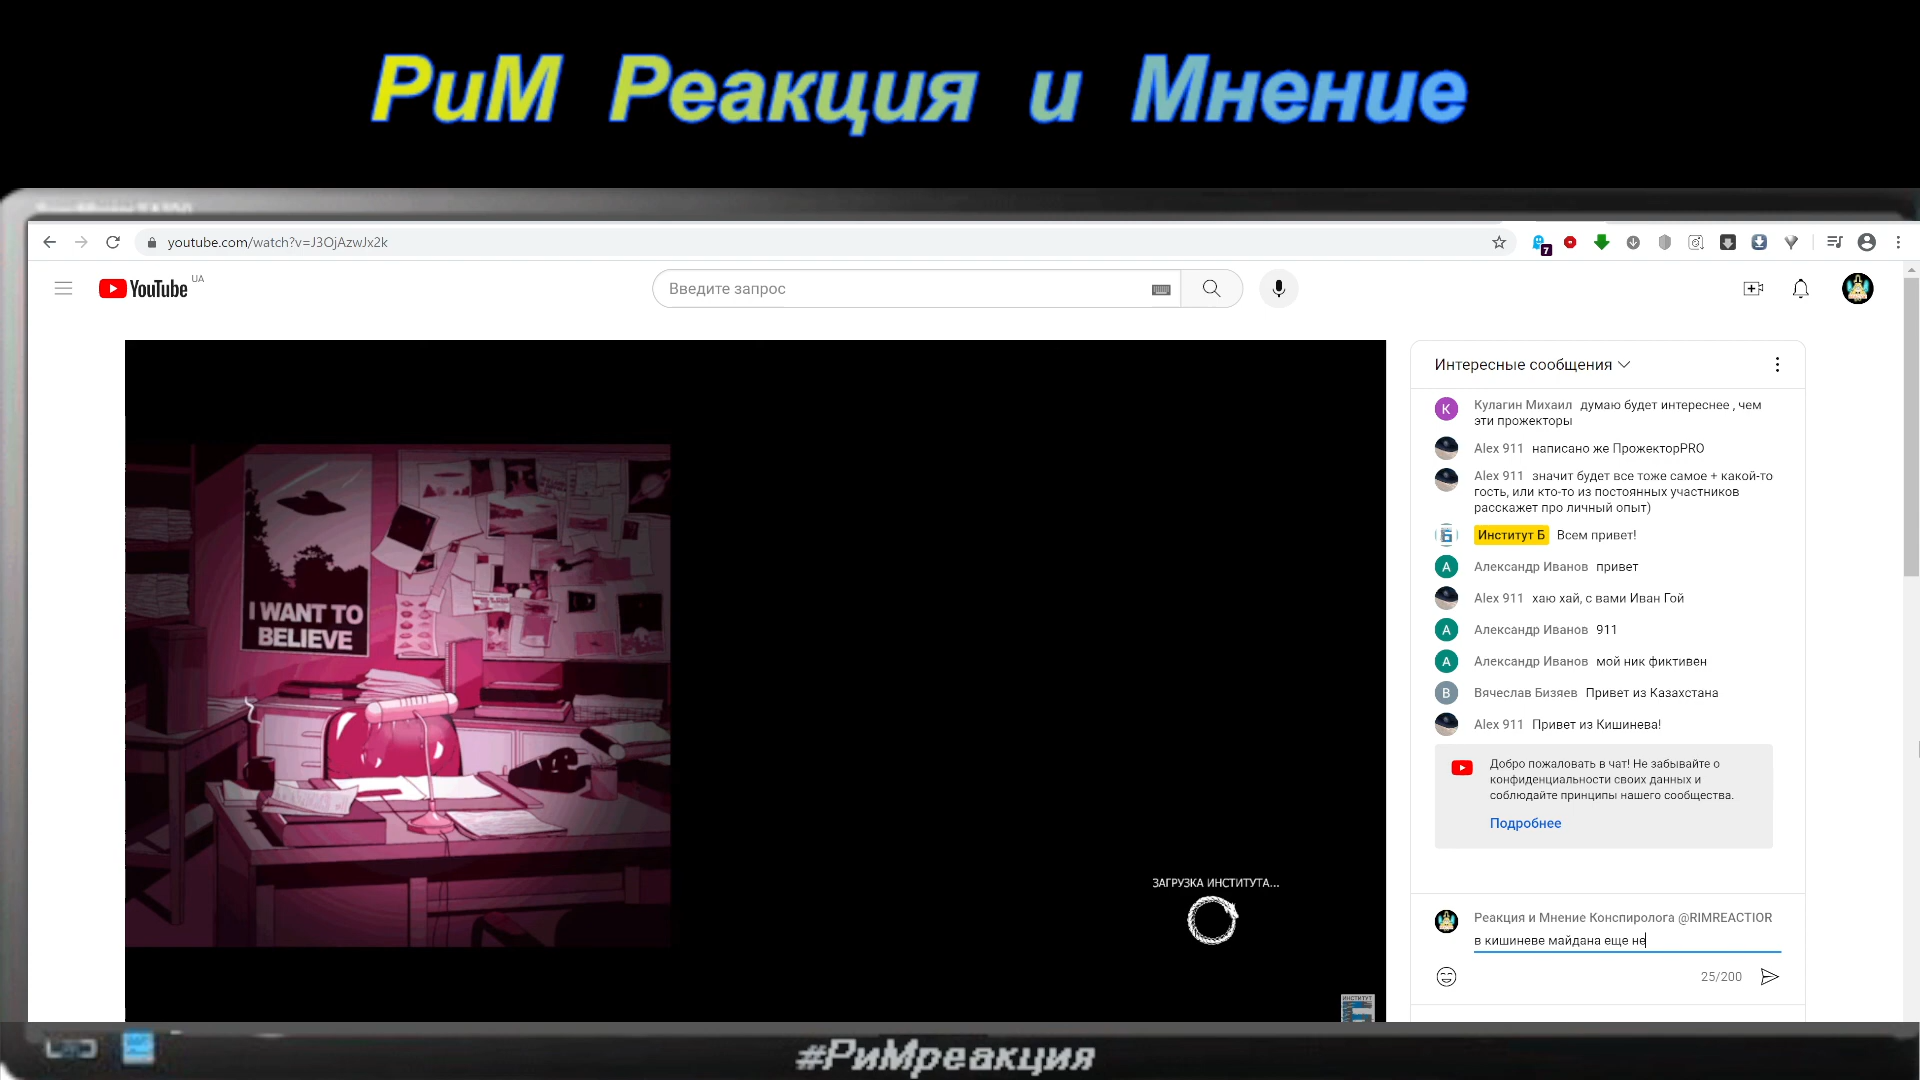 РиМ Реакция и Мнение
youtube.com/watch?v=J3OjAzwJx2k
7
YouTube UA
Введите запрос
I WANT TO
BELIEVE
ЗАГРУЗКА ИНСТИТУТА...
ИНСТИТУТ
Интересные сообщения
К
Кулагин Михаил думаю будет интереснее , чем
эти прожекторы
Alex 911 написано же ПрожекторPRO
Alex 911 значит будет все тоже самое + какой-то
гость, или кто-то из постоянных участников
расскажет про личный опыт)
Б Институт Б Всем привет!
А Александр Иванов привет
Alex 911 хаю хай, с вами Иван Гой
А Александр Иванов 911
А Александр Иванов мой ник фиктивен
В Вячеслав Бизяев Привет из Казахстана
Alex 911 Привет из Кишинева!
Добро пожаловать в чат! Не забывайте о
конфиденциальности своих данных и
соблюдайте принципы нашего сообщества.
Подробнее
Реакция и Мнение Конспиролога @RIMREACTIOR
в кишиневе майдана еще не
25/200
#РиМреакция